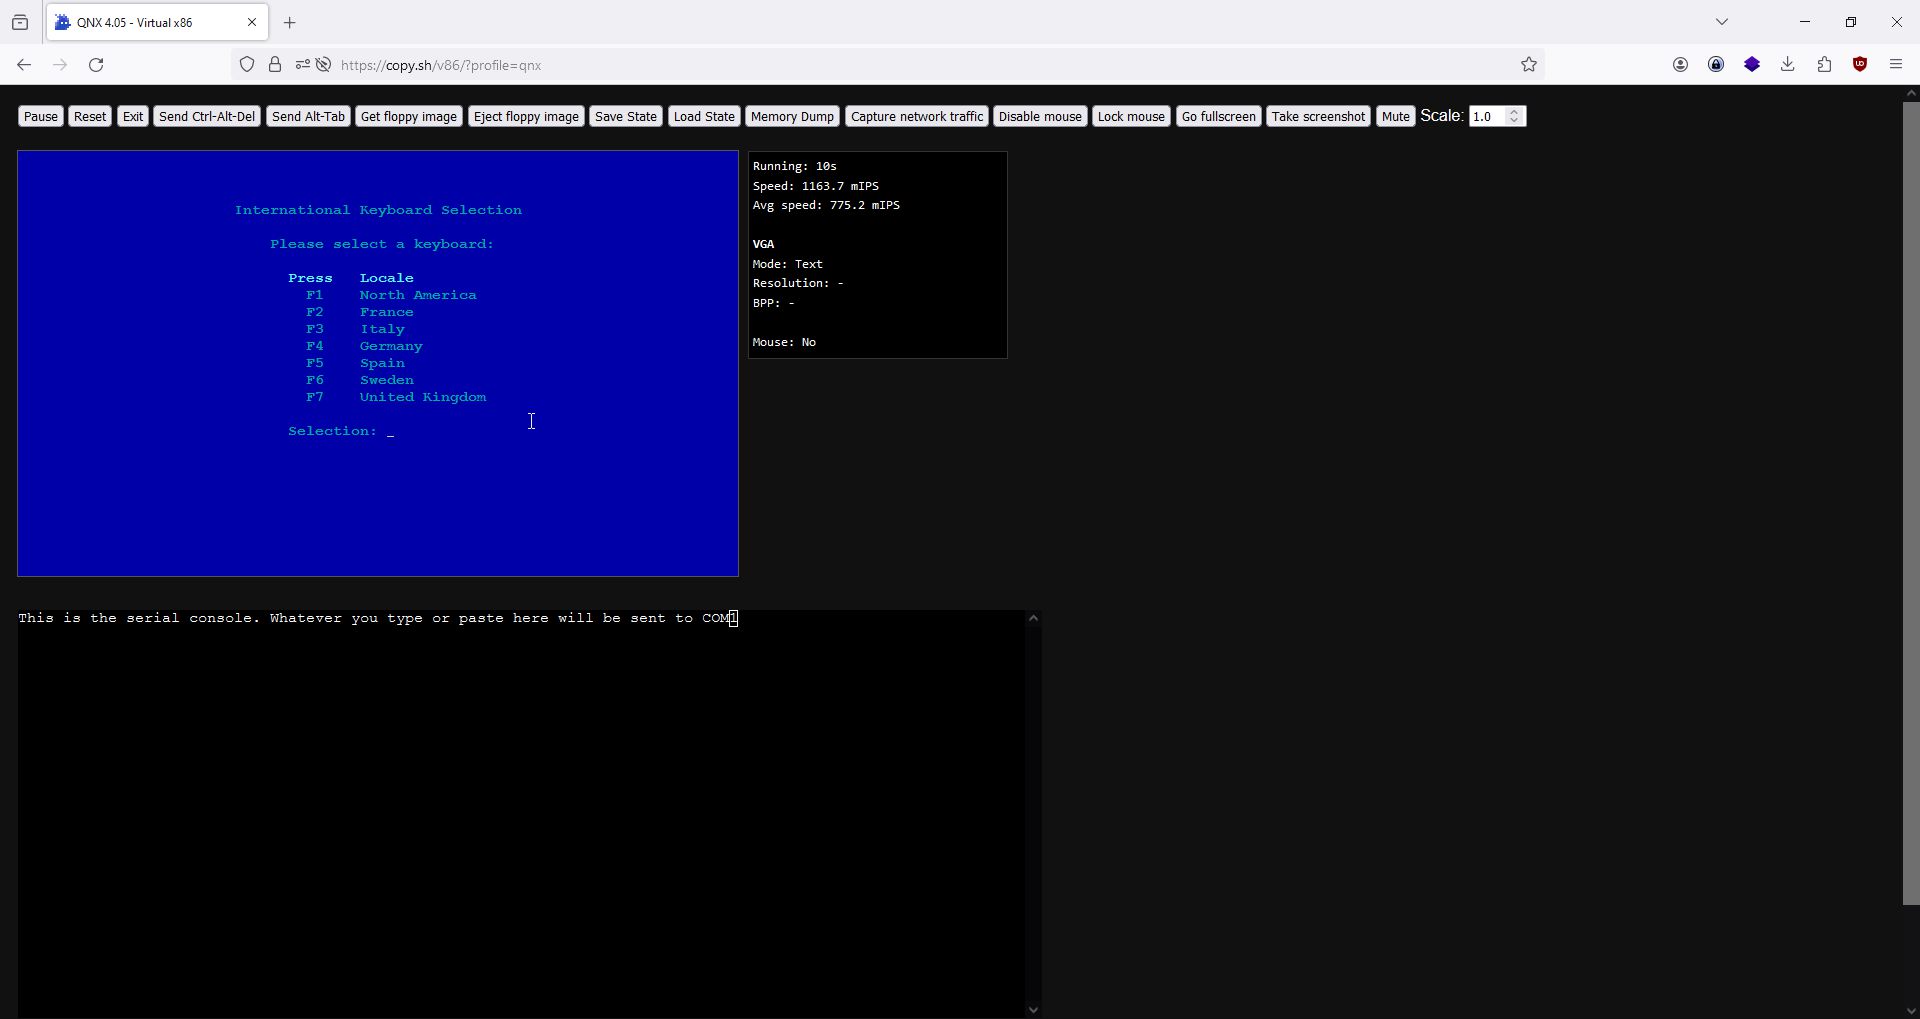 QNX 4.05 - Virtual x86
https://copy.sh/v86/?profile=qnx
Pause Reset Exit Send Ctrl-Alt-Del Send Alt-Tab Get floppy image Eject floppy image Save State Load State Memory Dump Capture network traffic Disable mouse Lock mouse Go fullscreen Take screenshot Mute Scale: 1.0
International Keyboard Selection
Please select a keyboard:
Press Locale
F1 North America
F2 France
F3 Italy
F4 Germany
F5 Spain
F6 Sweden
F7 United Kingdom
Selection: _
Running: 10s
Speed: 1163.7 mIPS
Avg speed: 775.2 mIPS
VGA
Mode: Text
Resolution: -
BPP: -
Mouse: No
This is the serial console. Whatever you type or paste here will be sent to COM1